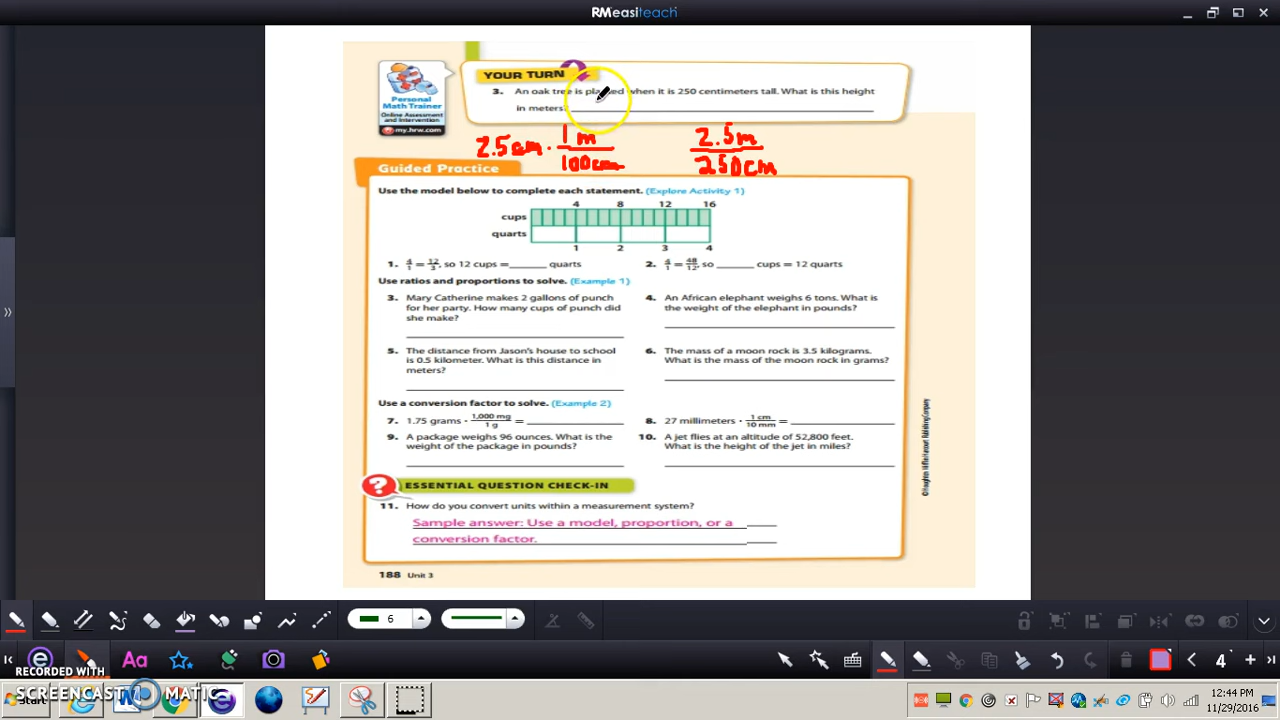 RMeasiteach
YOUR TURN
Personal
Math Trainer
Online Assessment
and Intervention
my.hrw.com
3. An oak tree is planted when it is 250 centimeters tall. What is this height
in meters?
2.5cm · 1 m / 100cm
2.5m / 250cm
Guided Practice
Use the model below to complete each statement. (Explore Activity 1)
4 8 12 16
cups
quarts
1 2 3 4
1. 4/1 = 12/3, so 12 cups = ______ quarts
2. 4/1 = 48/12, so ______ cups = 12 quarts
Use ratios and proportions to solve. (Example 1)
3. Mary Catherine makes 2 gallons of punch
for her party. How many cups of punch did
she make?
4. An African elephant weighs 6 tons. What is
the weight of the elephant in pounds?
5. The distance from Jason's house to school
is 0.5 kilometer. What is this distance in
meters?
6. The mass of a moon rock is 3.5 kilograms.
What is the mass of the moon rock in grams?
Use a conversion factor to solve. (Example 2)
7. 1.75 grams · 1,000 mg / 1 g = ______
8. 27 millimeters · 1 cm / 10 mm = ______
9. A package weighs 96 ounces. What is the
weight of the package in pounds?
10. A jet flies at an altitude of 52,800 feet.
What is the height of the jet in miles?
? ESSENTIAL QUESTION CHECK-IN
11. How do you convert units within a measurement system?
Sample answer: Use a model, proportion, or a
conversion factor.
© Houghton Mifflin Harcourt Publishing Company
188 Unit 3
6
Aa
4
RECORDED WITH
SCREENCAST MATIC
Start
12:44 PM
11/29/2016